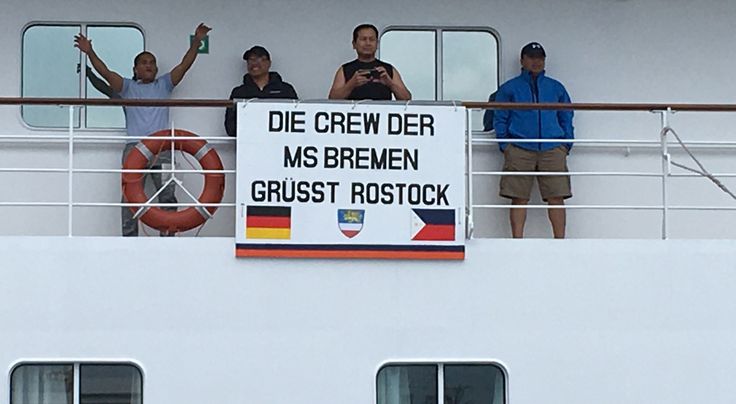 DIE CREW DER
MS BREMEN
GRÜSST ROSTOCK